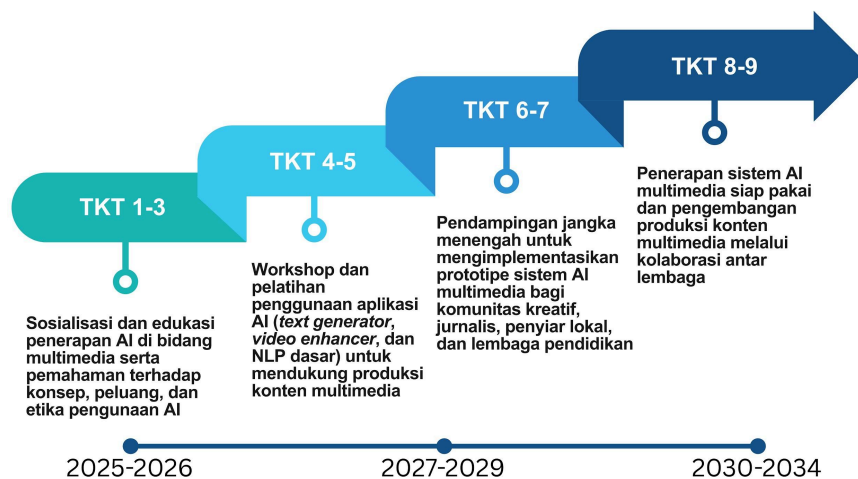 TKT 1-3
Sosialisasi dan edukasi
penerapan AI di bidang
multimedia serta
pemahaman terhadap
konsep, peluang, dan
etika pengunaan AI
TKT 4-5
Workshop dan
pelatihan
penggunaan aplikasi
AI (text generator,
video enhancer, dan
NLP dasar) untuk
mendukung produksi
konten multimedia
TKT 6-7
Pendampingan jangka
menengah untuk
mengimplementasikan
prototipe sistem AI
multimedia bagi
komunitas kreatif,
jurnalis, penyiar lokal,
dan lembaga pendidikan
TKT 8-9
Penerapan sistem AI
multimedia siap pakai
dan pengembangan
produksi konten
multimedia melalui
kolaborasi antar
lembaga
2025-2026
2027-2029
2030-2034